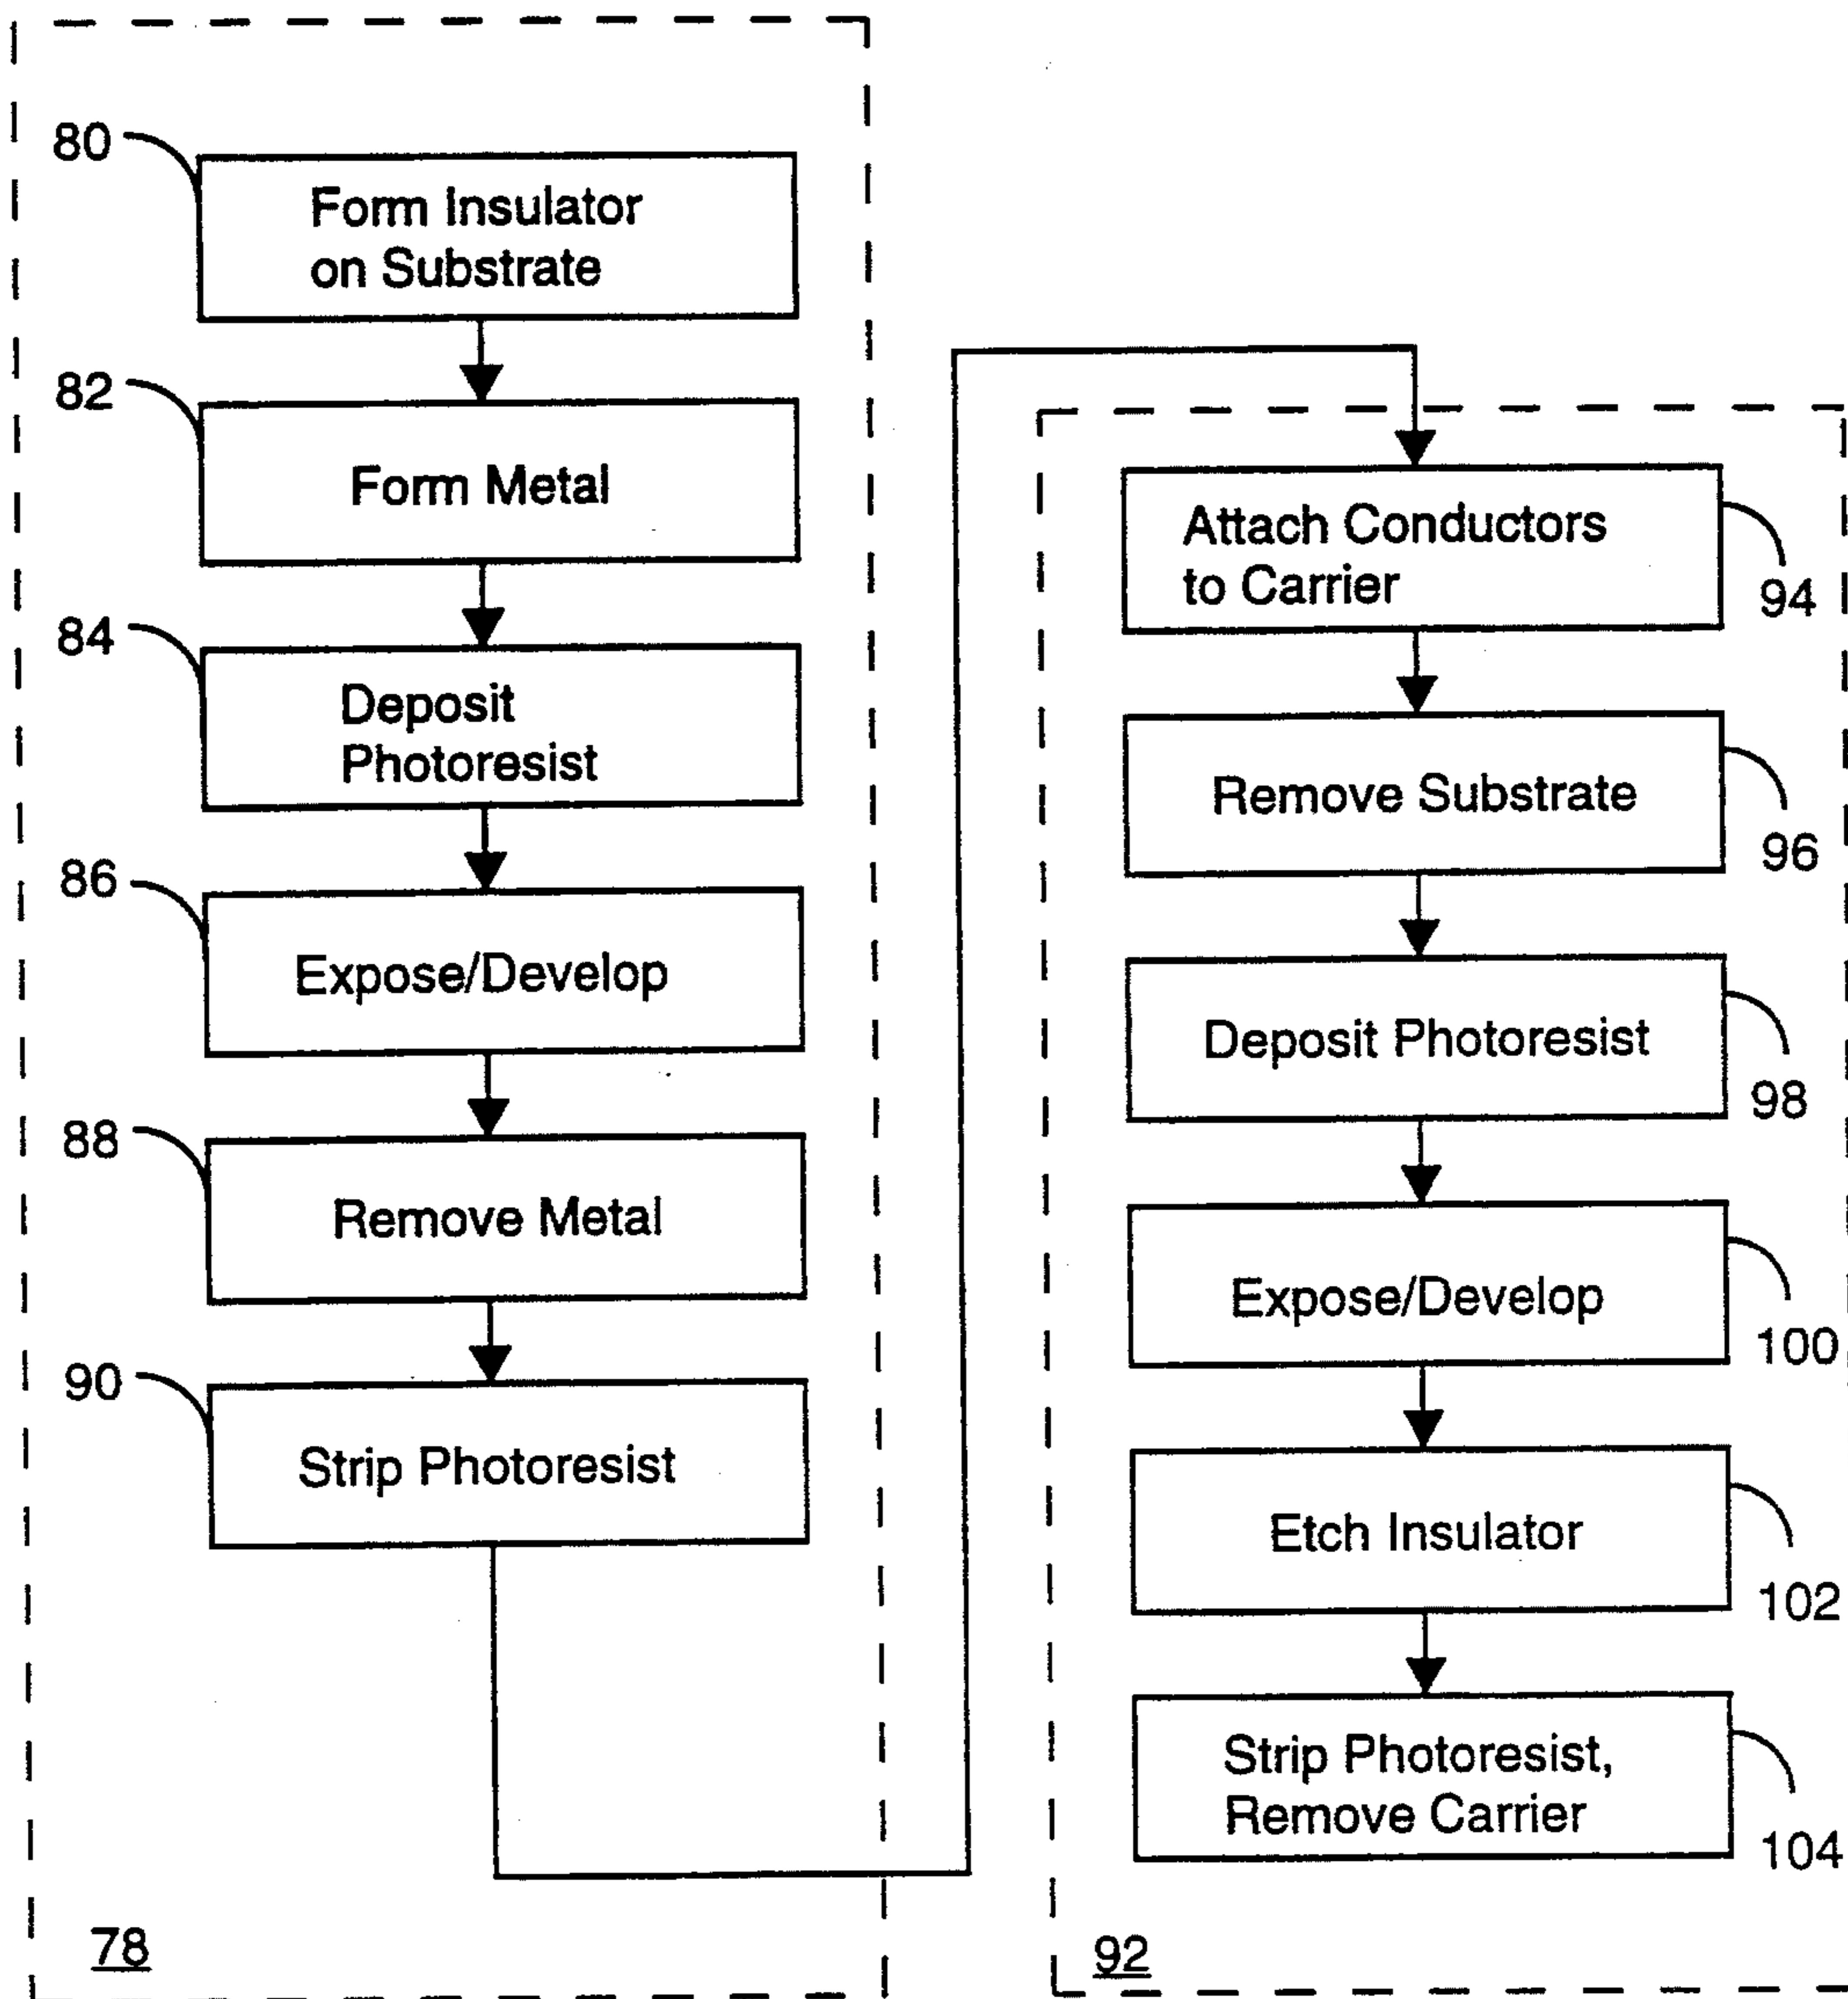 80
Form Insulator
on Substrate
82
Form Metal
84
Deposit
Photoresist
86
Expose/Develop
88
Remove Metal
90
Strip Photoresist
78
Attach Conductors
to Carrier
94
Remove Substrate
96
Deposit Photoresist
98
Expose/Develop
100
Etch Insulator
102
Strip Photoresist,
Remove Carrier
104
92